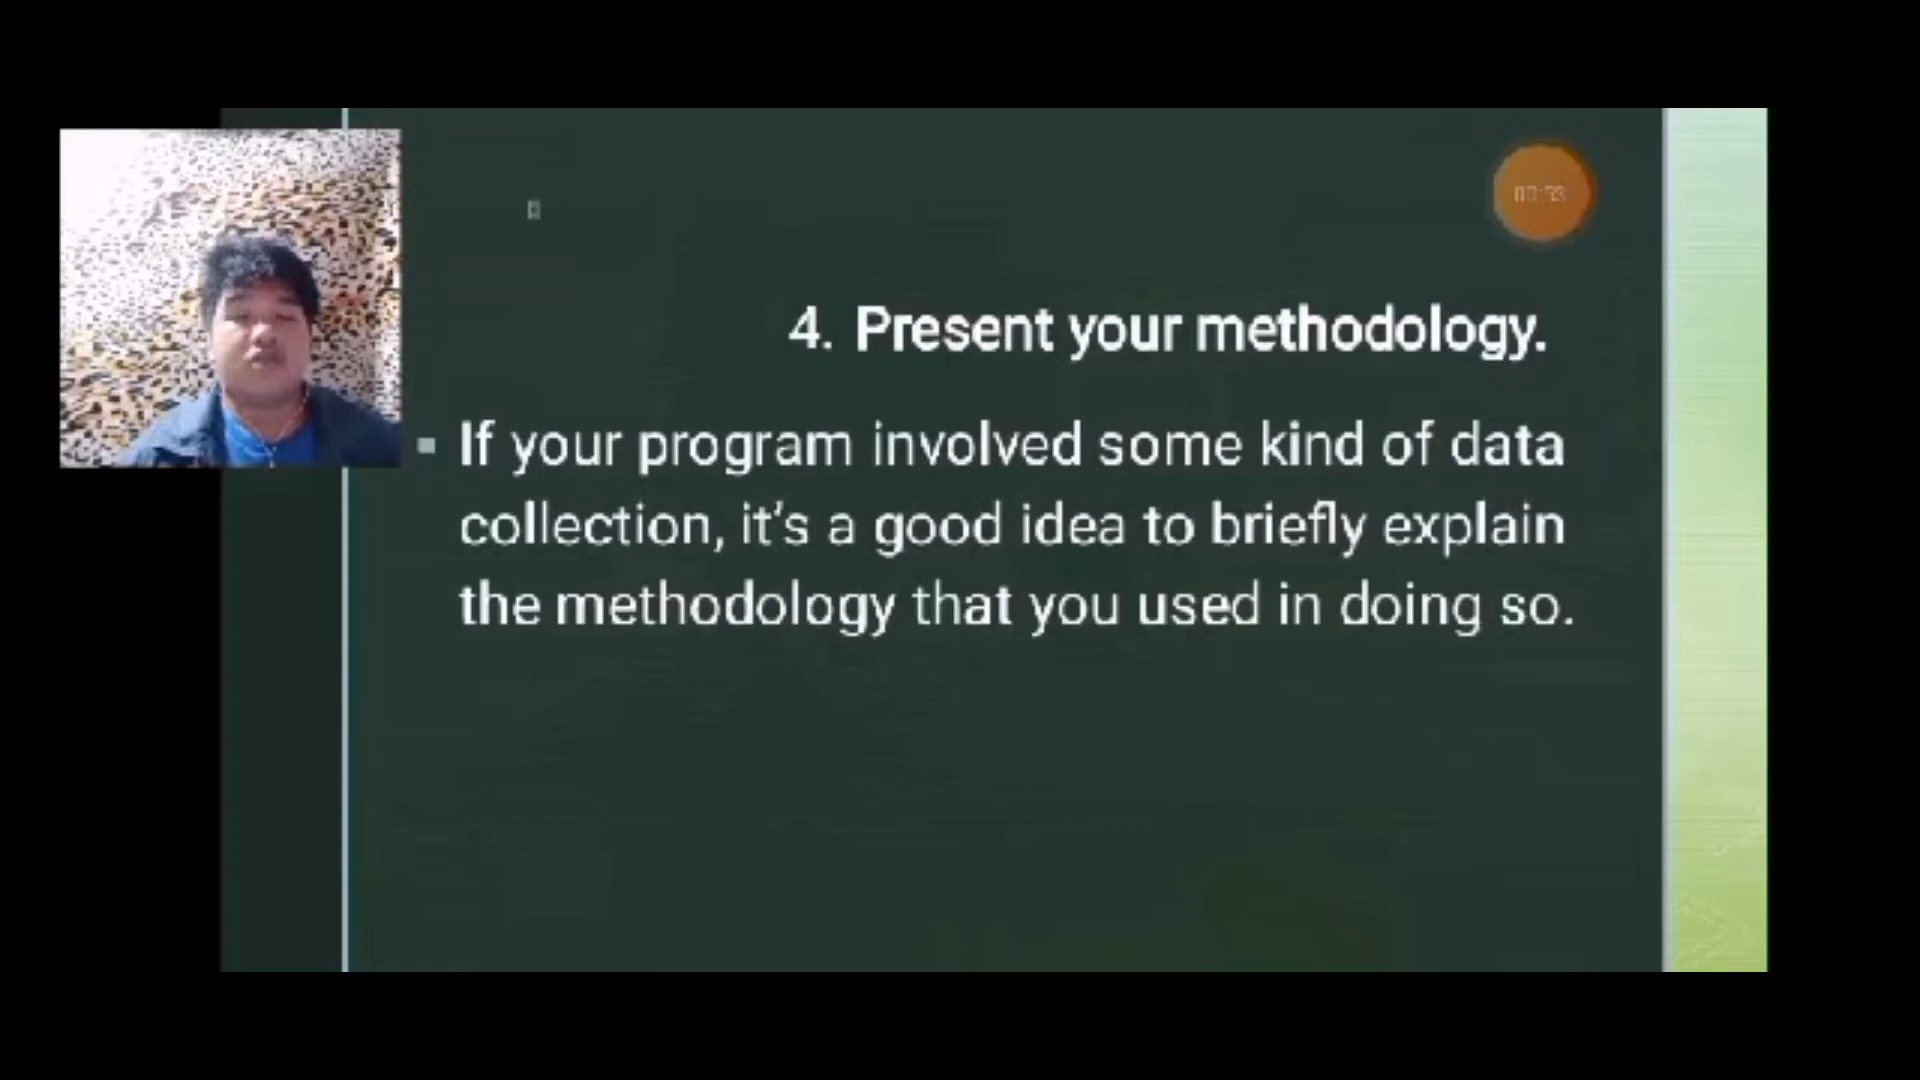 4. Present your methodology.
▪ If your program involved some kind of data
collection, it's a good idea to briefly explain
the methodology that you used in doing so.